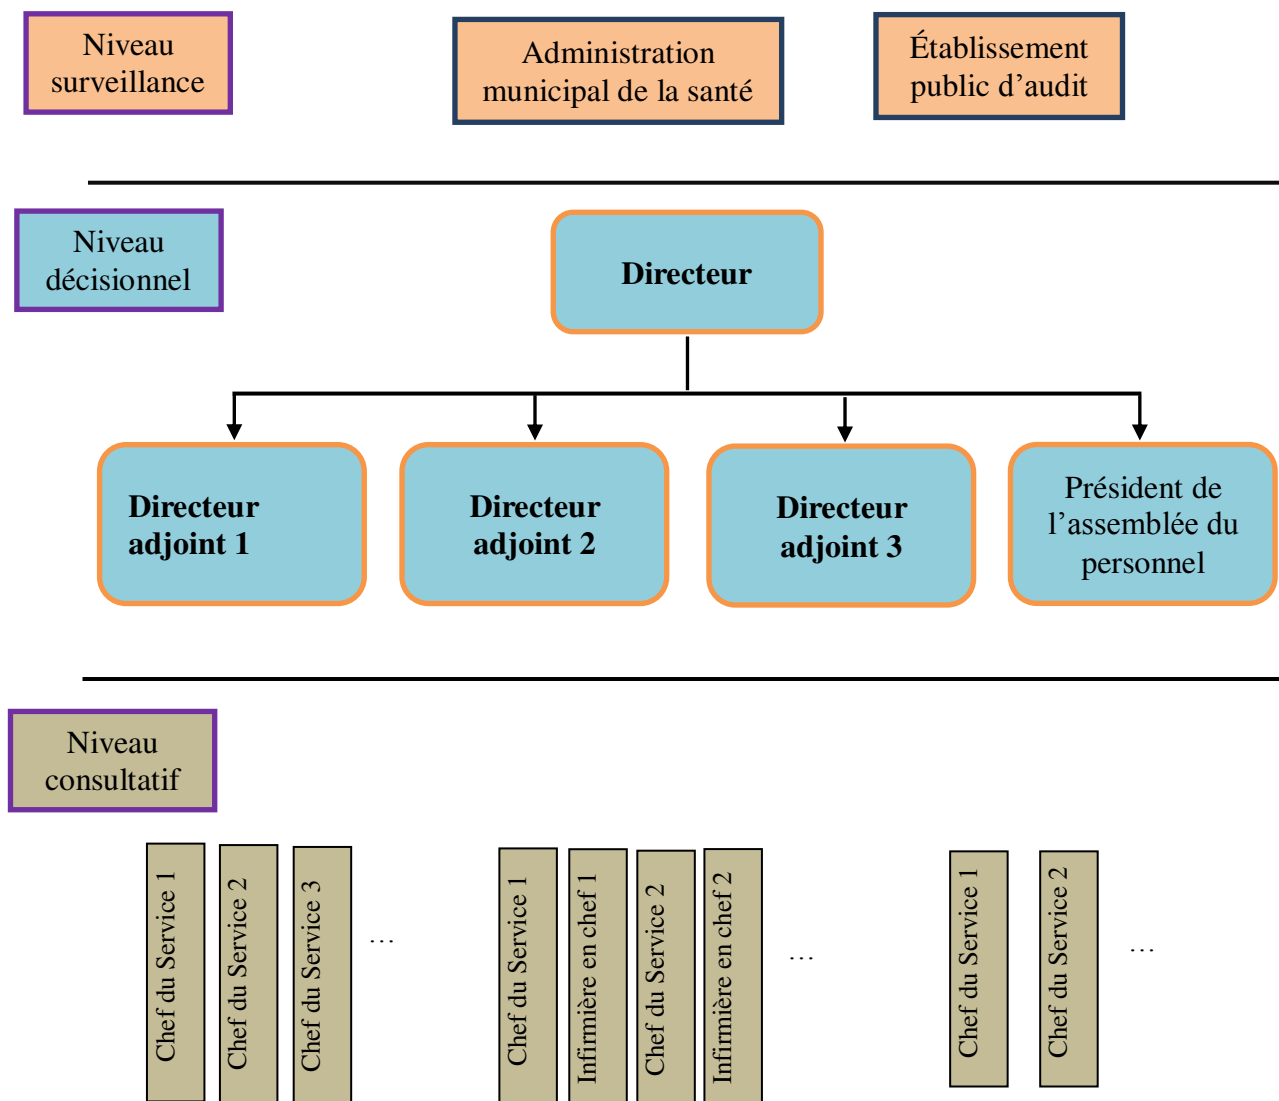 Niveau
surveillance
Administration
municipal de la santé
Établissement
public d’audit
Niveau
décisionnel
Directeur
Directeur
adjoint 1
Directeur
adjoint 2
Directeur
adjoint 3
Président de
l’assemblée du
personnel
Niveau
consultatif
Chef du Service 1
Chef du Service 2
Chef du Service 3
…
Chef du Service 1
Infirmière en chef 1
Chef du Service 2
Infirmière en chef 2
…
Chef du Service 1
Chef du Service 2
…